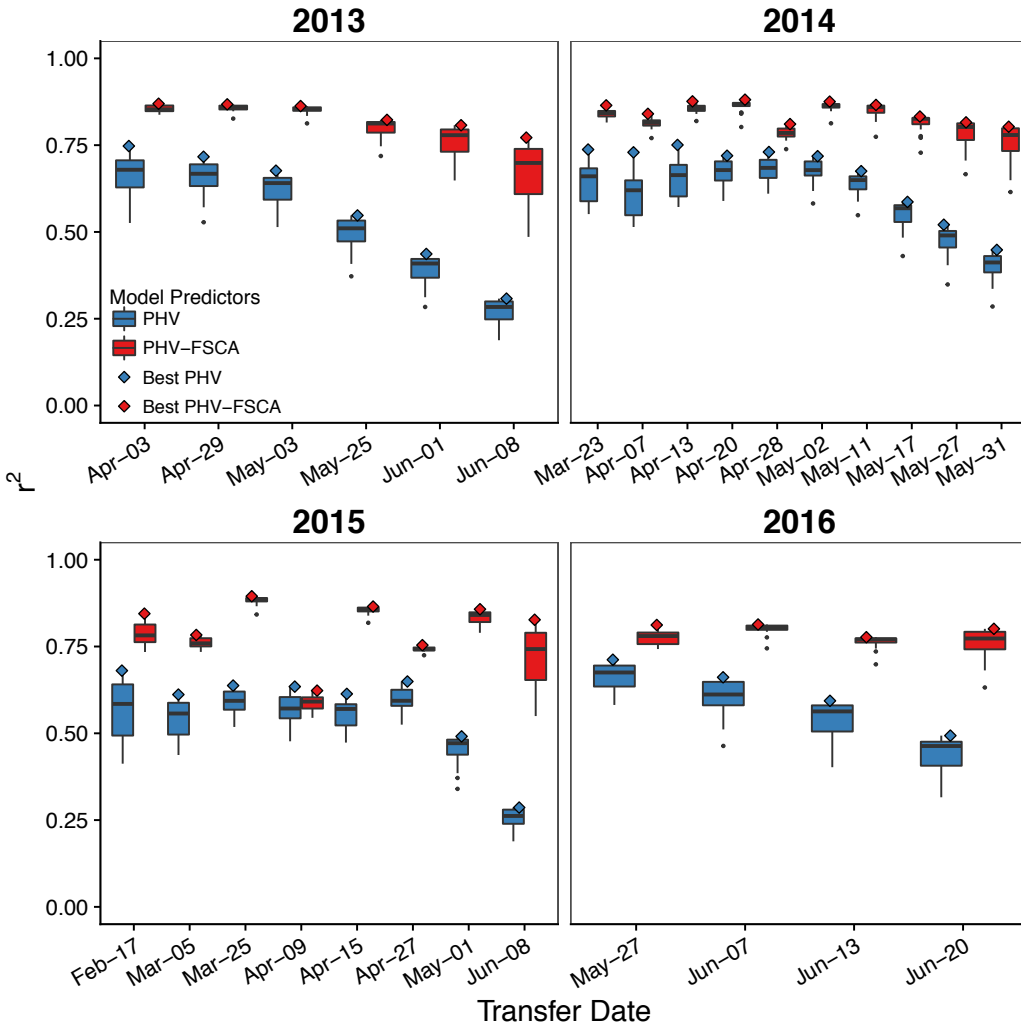 2013
2014
1.00
0.75
0.50
0.25
0.00
Model Predictors
PHV
PHV−FSCA
Best PHV
Best PHV−FSCA
Apr−03
Apr−29
May−03
May−25
Jun−01
Jun−08
Mar−23
Apr−07
Apr−13
Apr−20
Apr−28
May−02
May−11
May−17
May−27
May−31
r²
2015
2016
1.00
0.75
0.50
0.25
0.00
Feb−17
Mar−05
Mar−25
Apr−09
Apr−15
Apr−27
May−01
Jun−08
May−27
Jun−07
Jun−13
Jun−20
Transfer Date